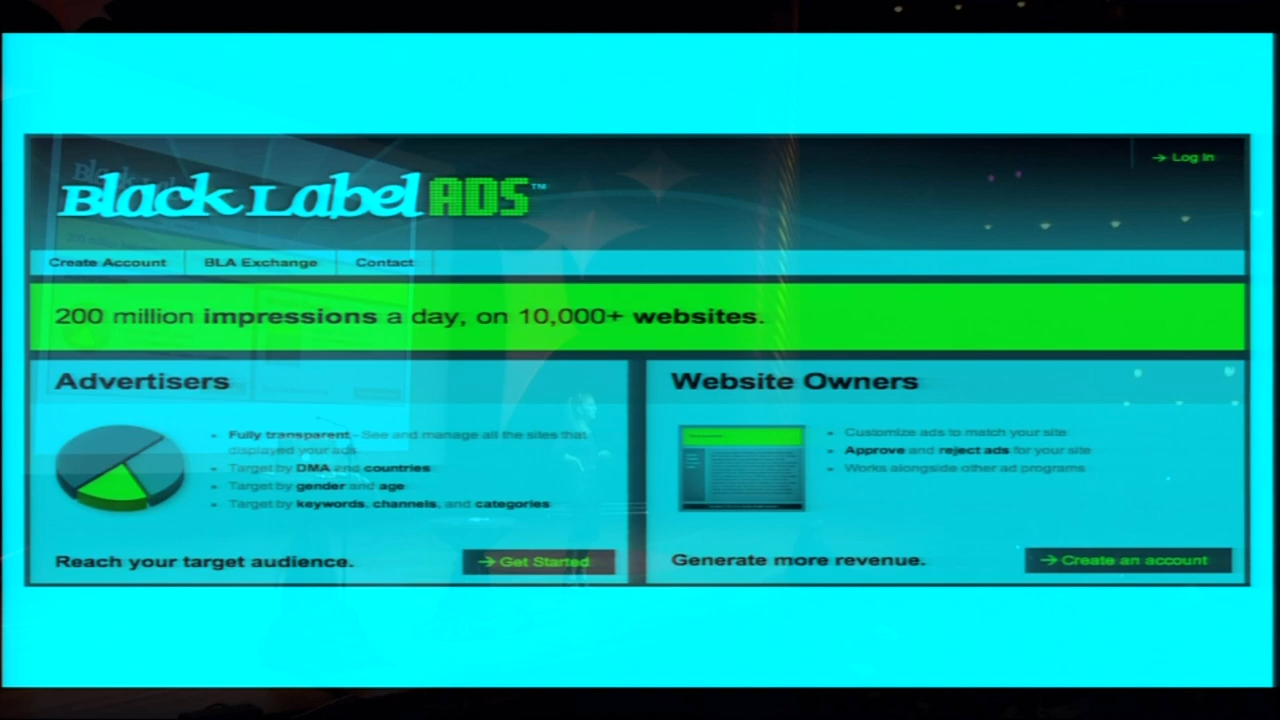 → Log In
Black Label ADS™
Create Account BLA Exchange Contact
200 million impressions a day, on 10,000+ websites.
Advertisers
• Fully transparent - See and manage all the sites that
displayed your ads
• Target by DMA and countries
• Target by gender and age
• Target by keywords, channels, and categories
Reach your target audience.
→ Get Started
Website Owners
• Customize ads to match your site
• Approve and reject ads for your site
• Works alongside other ad programs
Generate more revenue.
→ Create an account